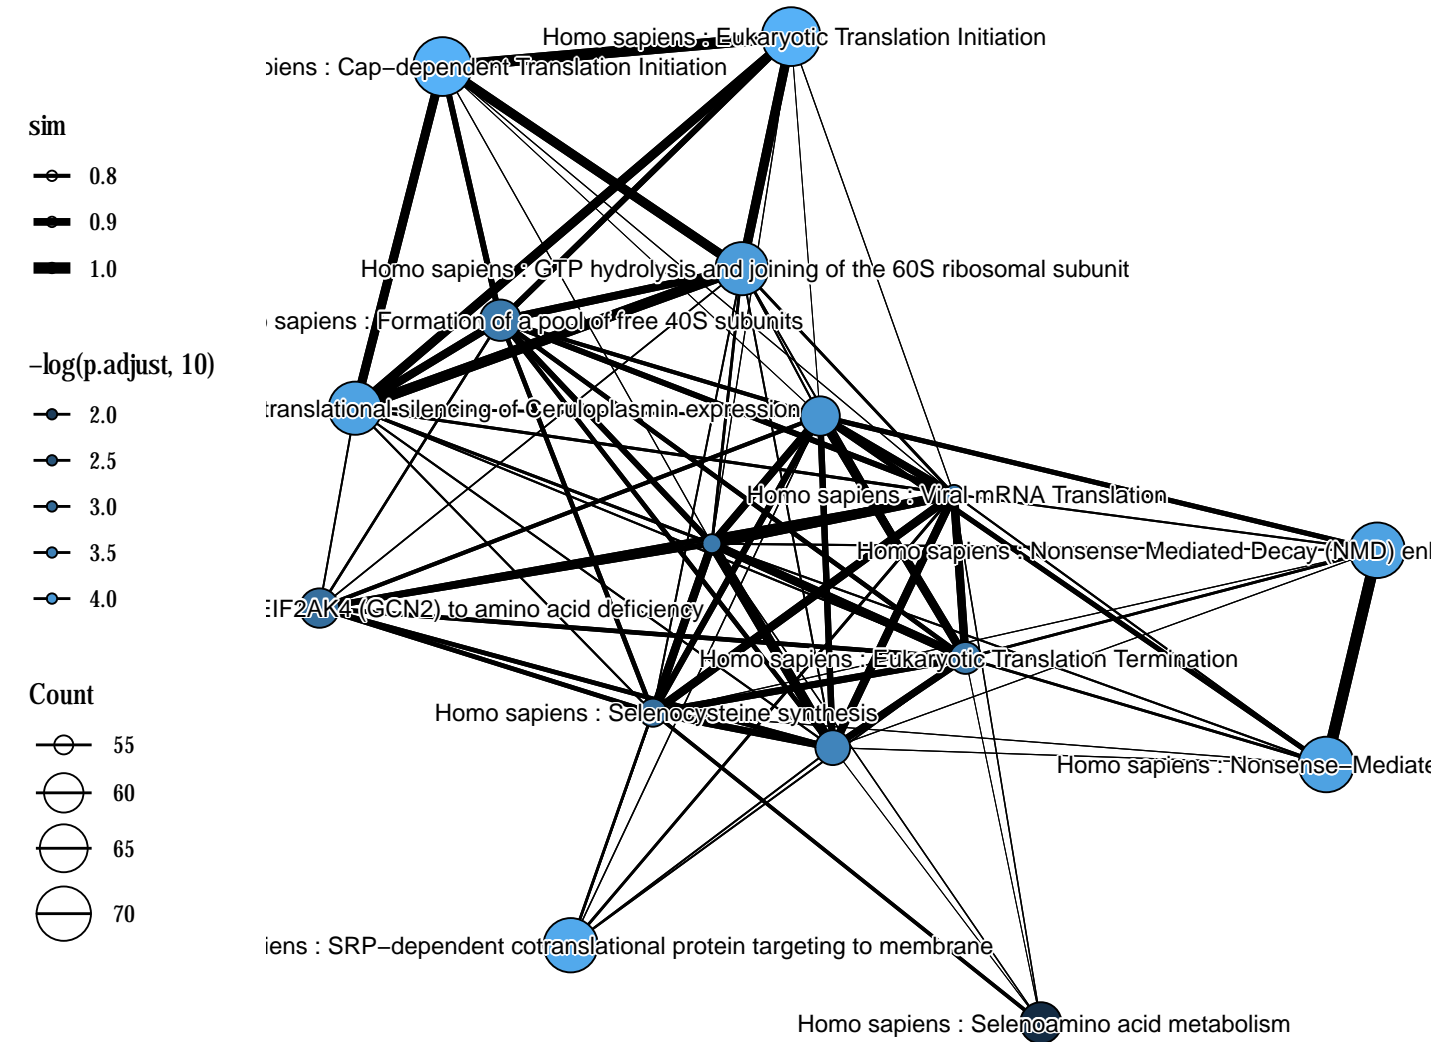 sim
0.8
0.9
1.0
−log(p.adjust, 10)
2.0
2.5
3.0
3.5
4.0
Count
55
60
65
70
Homo sapiens : Eukaryotic Translation Initiation
iens : Cap−dependent Translation Initiation
Homo sapiens : GTP hydrolysis and joining of the 60S ribosomal subunit
sapiens : Formation of a pool of free 40S subunits
translational silencing of Ceruloplasmin expression
Homo sapiens : Viral mRNA Translation
Homo sapiens : Nonsense−Mediated Decay (NMD) en
EIF2AK4 (GCN2) to amino acid deficiency
Homo sapiens : Eukaryotic Translation Termination
Homo sapiens : Selenocysteine synthesis
Homo sapiens : Nonsense−Mediate
iens : SRP−dependent cotranslational protein targeting to membrane
Homo sapiens : Selenoamino acid metabolism